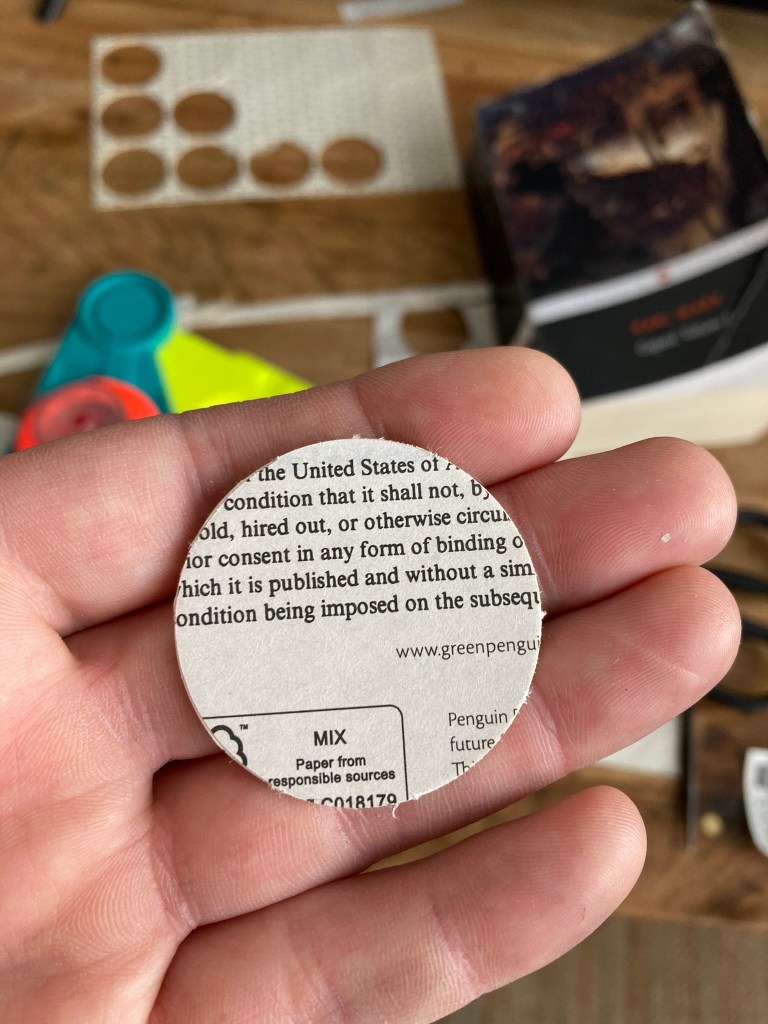 the United States of
condition that it shall not, by
old, hired out, or otherwise circum
ior consent in any form of binding o
hich it is published and without a sim
ondition being imposed on the subsequ
www.greenpengui
™
MIX
Paper from
responsible sources
C018179
Penguin
future
Thi